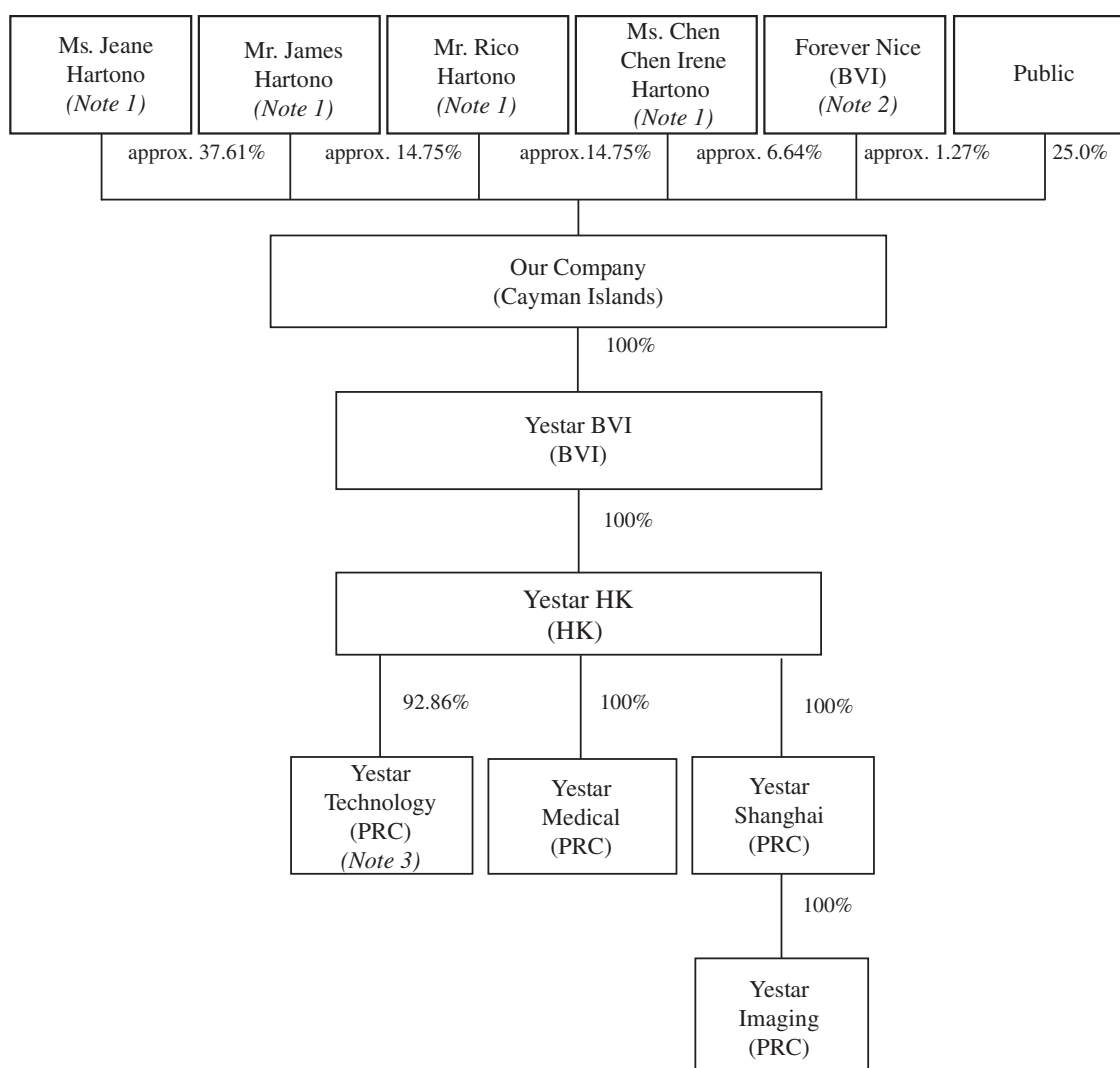 Ms. Jeane
Hartono
(Note 1)
Mr. James
Hartono
(Note 1)
Mr. Rico
Hartono
(Note 1)
Ms. Chen
Chen Irene
Hartono
(Note 1)
Forever Nice
(BVI)
(Note 2)
Public
approx. 37.61%
approx. 14.75%
approx.14.75%
approx. 6.64%
approx. 1.27%
25.0%
Our Company
(Cayman Islands)
100%
Yestar BVI
(BVI)
100%
Yestar HK
(HK)
92.86%
100%
100%
Yestar
Technology
(PRC)
(Note 3)
Yestar
Medical
(PRC)
Yestar
Shanghai
(PRC)
100%
Yestar
Imaging
(PRC)